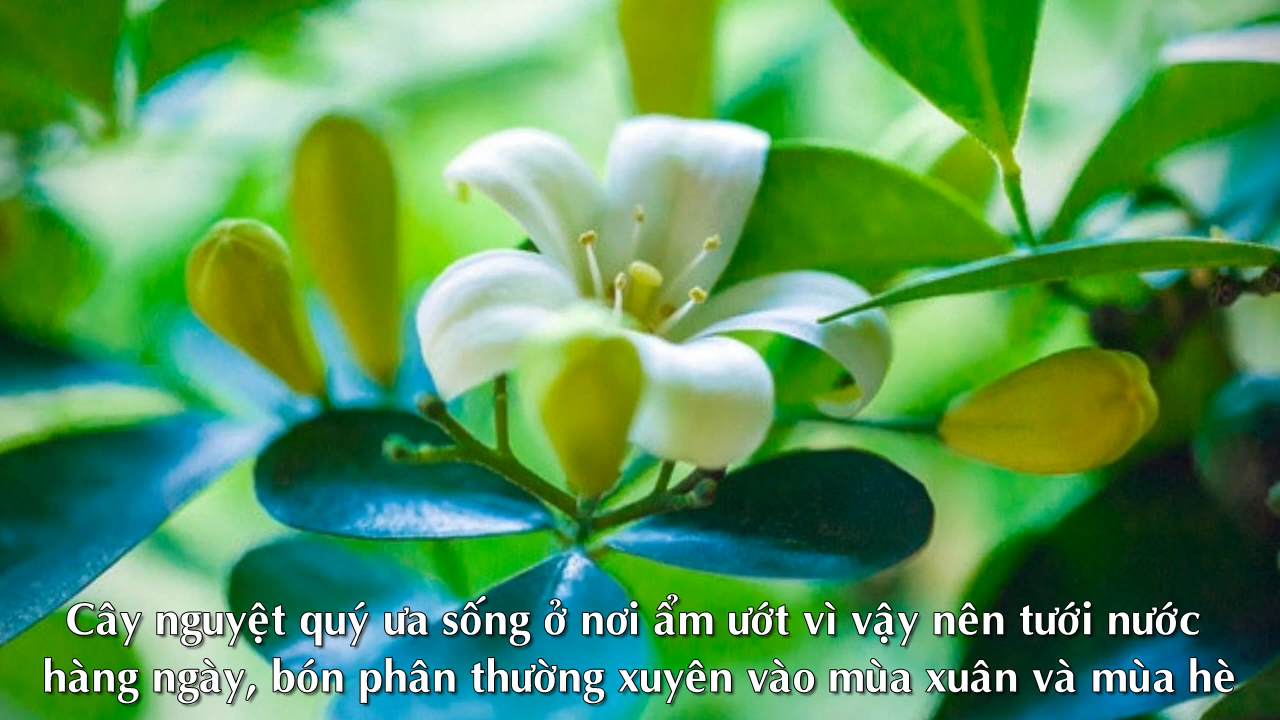 Cây nguyệt quý ưa sống ở nơi ẩm ướt vì vậy nên tưới nước
hàng ngày, bón phân thường xuyên vào mùa xuân và mùa hè